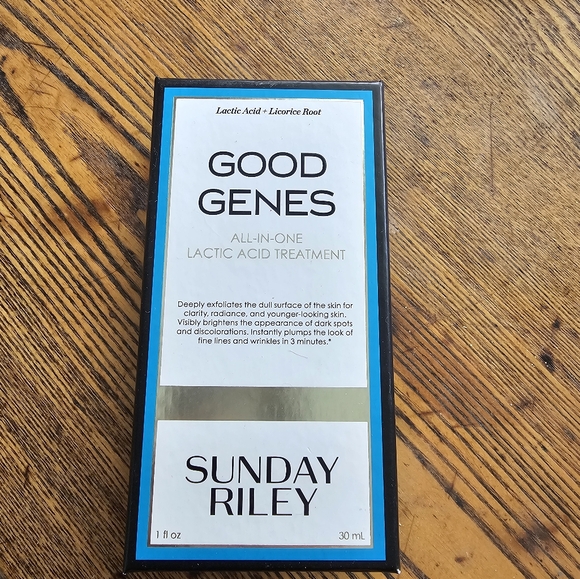 Lactic Acid + Licorice Root
GOOD
GENES
ALL-IN-ONE
LACTIC ACID TREATMENT
Deeply exfoliates the dull surface of the skin for
clarity, radiance, and younger-looking skin.
Visibly brightens the appearance of dark spots
and discolorations. Instantly plumps the look of
fine lines and wrinkles in 3 minutes.*
SUNDAY
RILEY
1 fl oz 30 mL